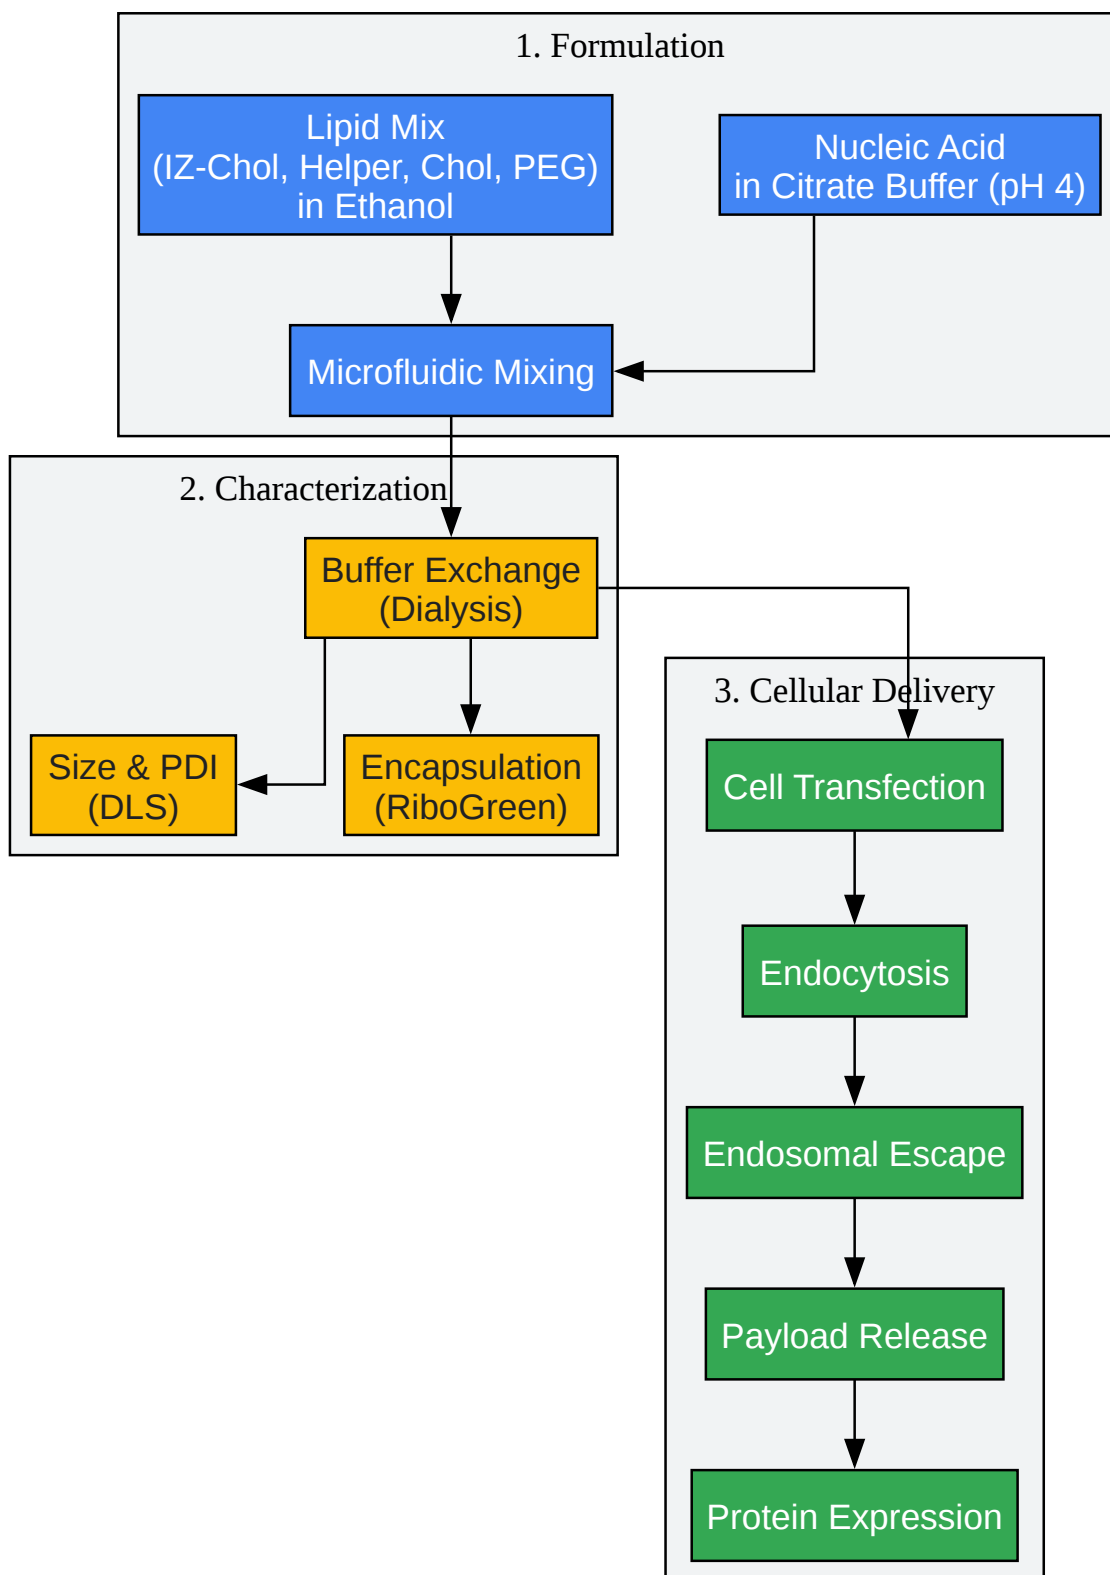 1. Formulation
Lipid Mix
(IZ-Chol, Helper, Chol, PEG)
in Ethanol
Nucleic Acid
in Citrate Buffer (pH 4)
Microfluidic Mixing
2. Characterization
Buffer Exchange
(Dialysis)
Size & PDI
(DLS)
Encapsulation
(RiboGreen)
3. Cellular Delivery
Cell Transfection
Endocytosis
Endosomal Escape
Payload Release
Protein Expression